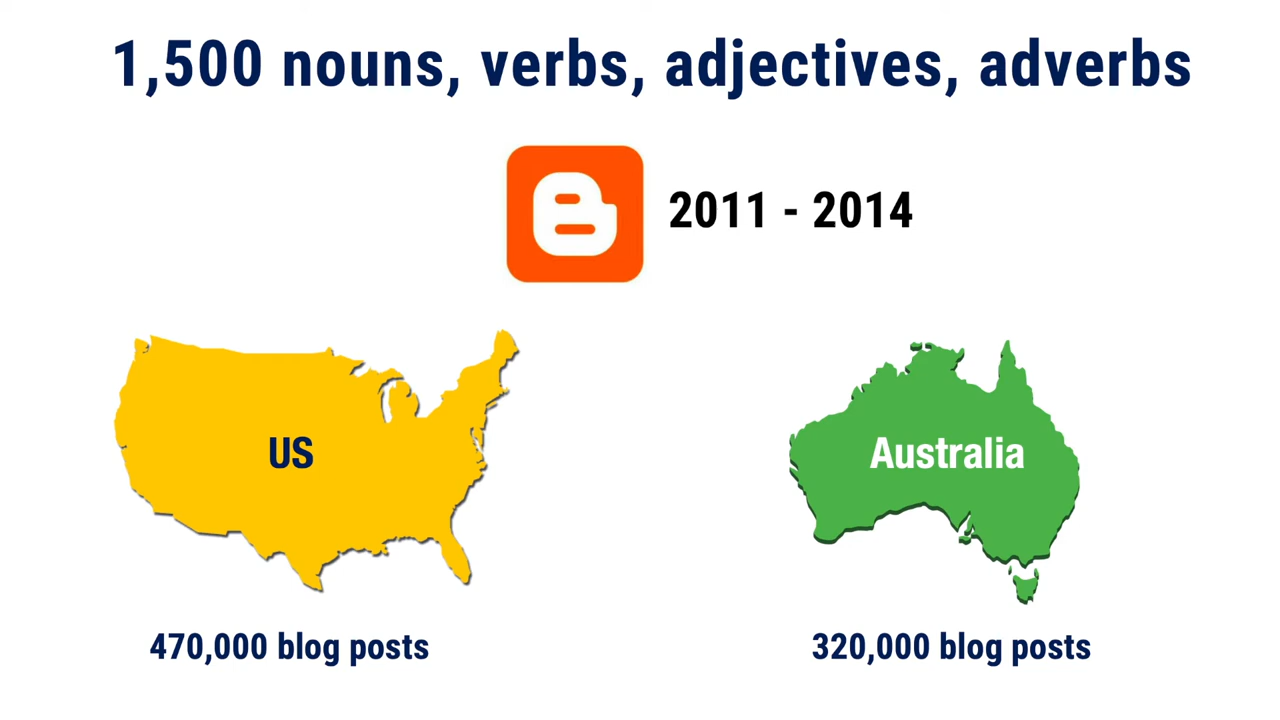 1,500 nouns, verbs, adjectives, adverbs
2011 - 2014
US
Australia
470,000 blog posts
320,000 blog posts